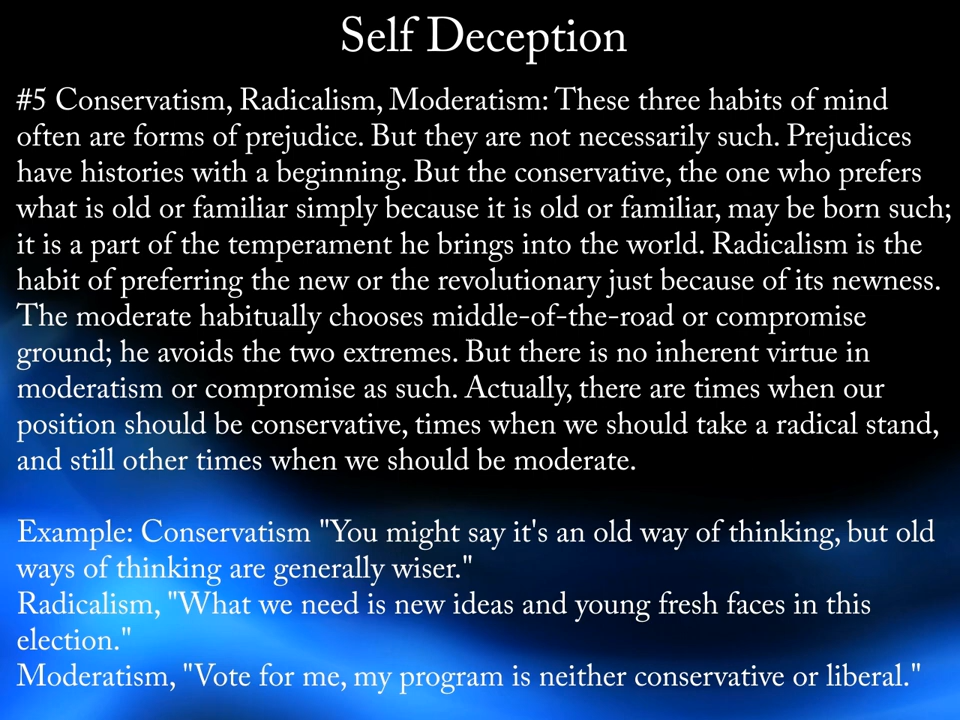 Self Deception
#5 Conservatism, Radicalism, Moderatism: These three habits of mind
often are forms of prejudice. But they are not necessarily such. Prejudices
have histories with a beginning. But the conservative, the one who prefers
what is old or familiar simply because it is old or familiar, may be born such;
it is a part of the temperament he brings into the world. Radicalism is the
habit of preferring the new or the revolutionary just because of its newness.
The moderate habitually chooses middle-of-the-road or compromise
ground; he avoids the two extremes. But there is no inherent virtue in
moderatism or compromise as such. Actually, there are times when our
position should be conservative, times when we should take a radical stand,
and still other times when we should be moderate.
Example: Conservatism "You might say it's an old way of thinking, but old
ways of thinking are generally wiser."
Radicalism, "What we need is new ideas and young fresh faces in this
election."
Moderatism, "Vote for me, my program is neither conservative or liberal."